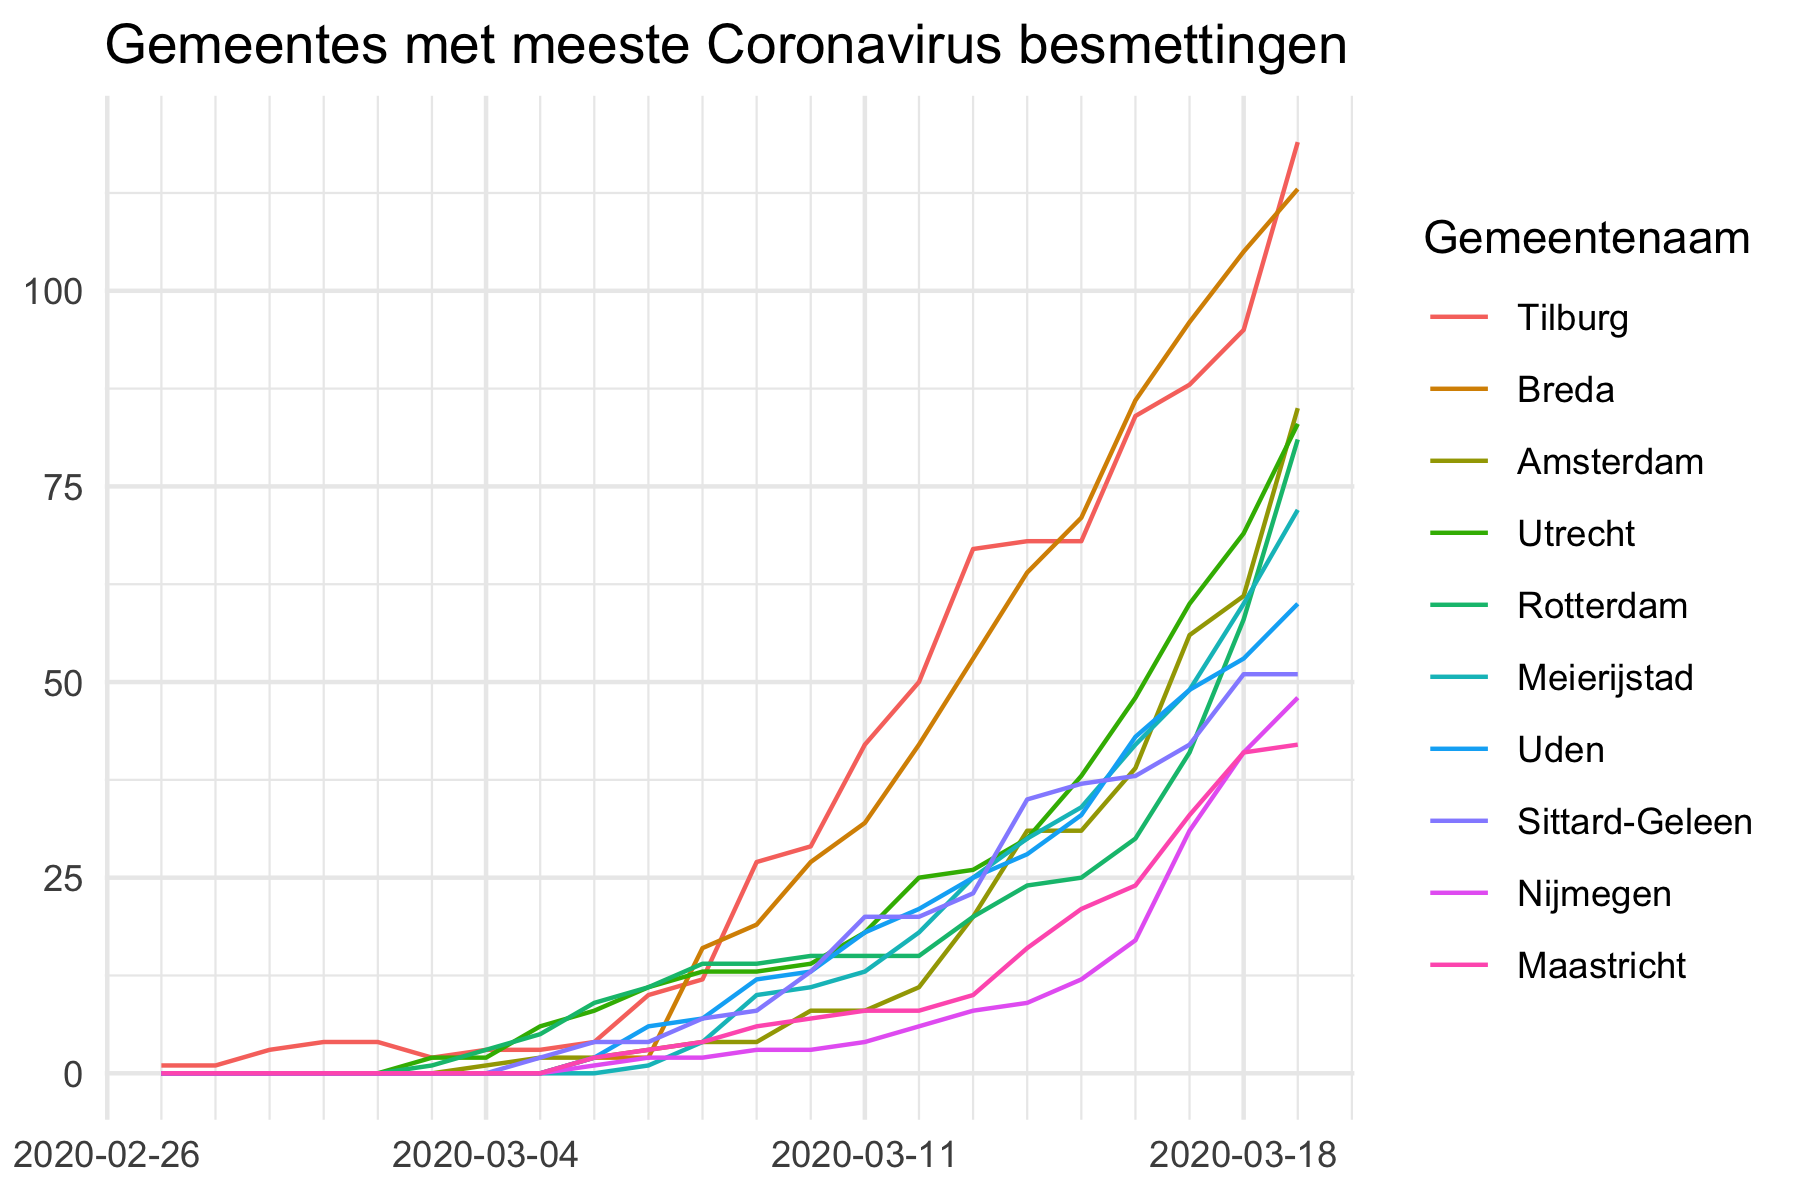 Gemeentes met meeste Coronavirus besmettingen
100
75
50
25
0
2020-02-26
2020-03-04
2020-03-11
2020-03-18
Gemeentenaam
Tilburg
Breda
Amsterdam
Utrecht
Rotterdam
Meierijstad
Uden
Sittard-Geleen
Nijmegen
Maastricht